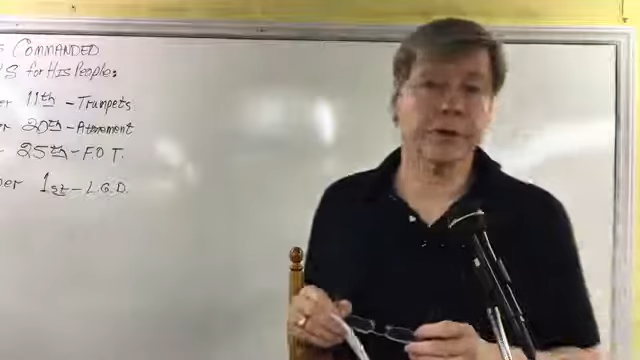 COMMANDED
for His People:
11th - Trumpets
20th - Atonement
25th - F.O.T.
1st - L.G.D.